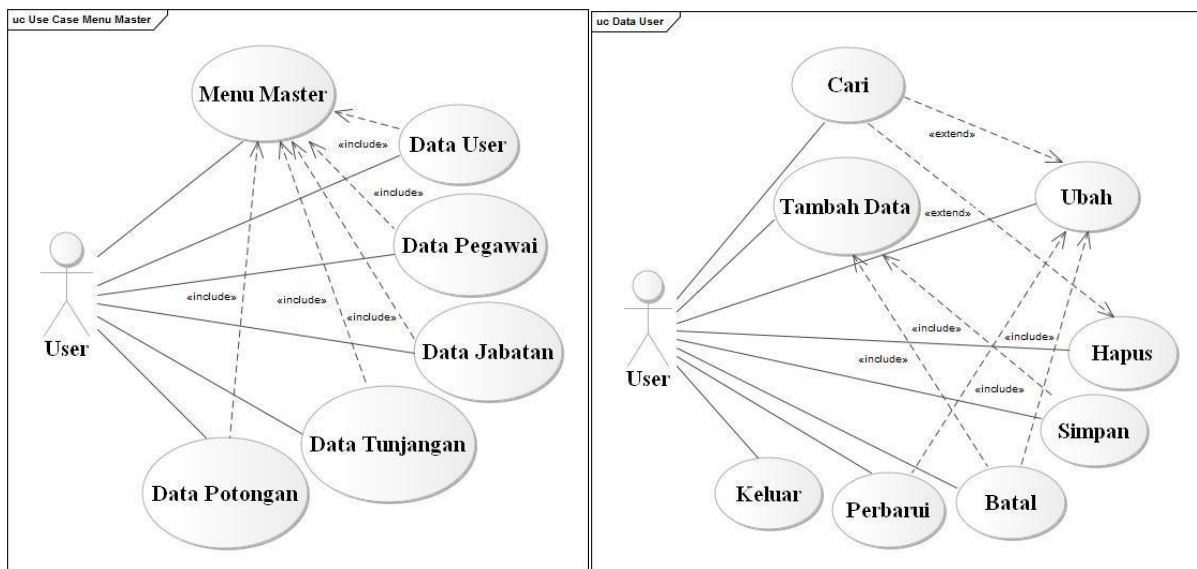 uc Use Case Menu Master
Menu Master
«include»
Data User
«include»
Data Pegawai
«include»
«include»
«include»
User
Data Jabatan
Data Tunjangan
Data Potongan
uc Data User
Cari
«extend»
Tambah Data
Ubah
«extend»
«include»
«include»
User
Hapus
«include»
«include»
Simpan
Keluar
Perbarui
Batal